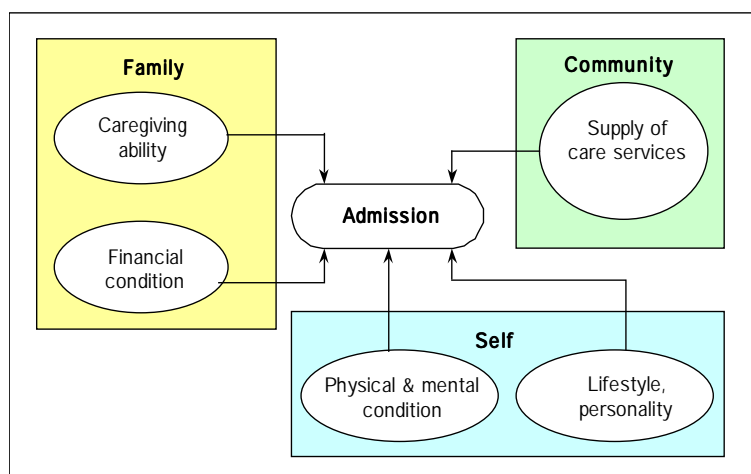 Family
Caregiving
ability
Financial
condition
Community
Supply of
care services
Admission
Self
Physical & mental
condition
Lifestyle,
personality